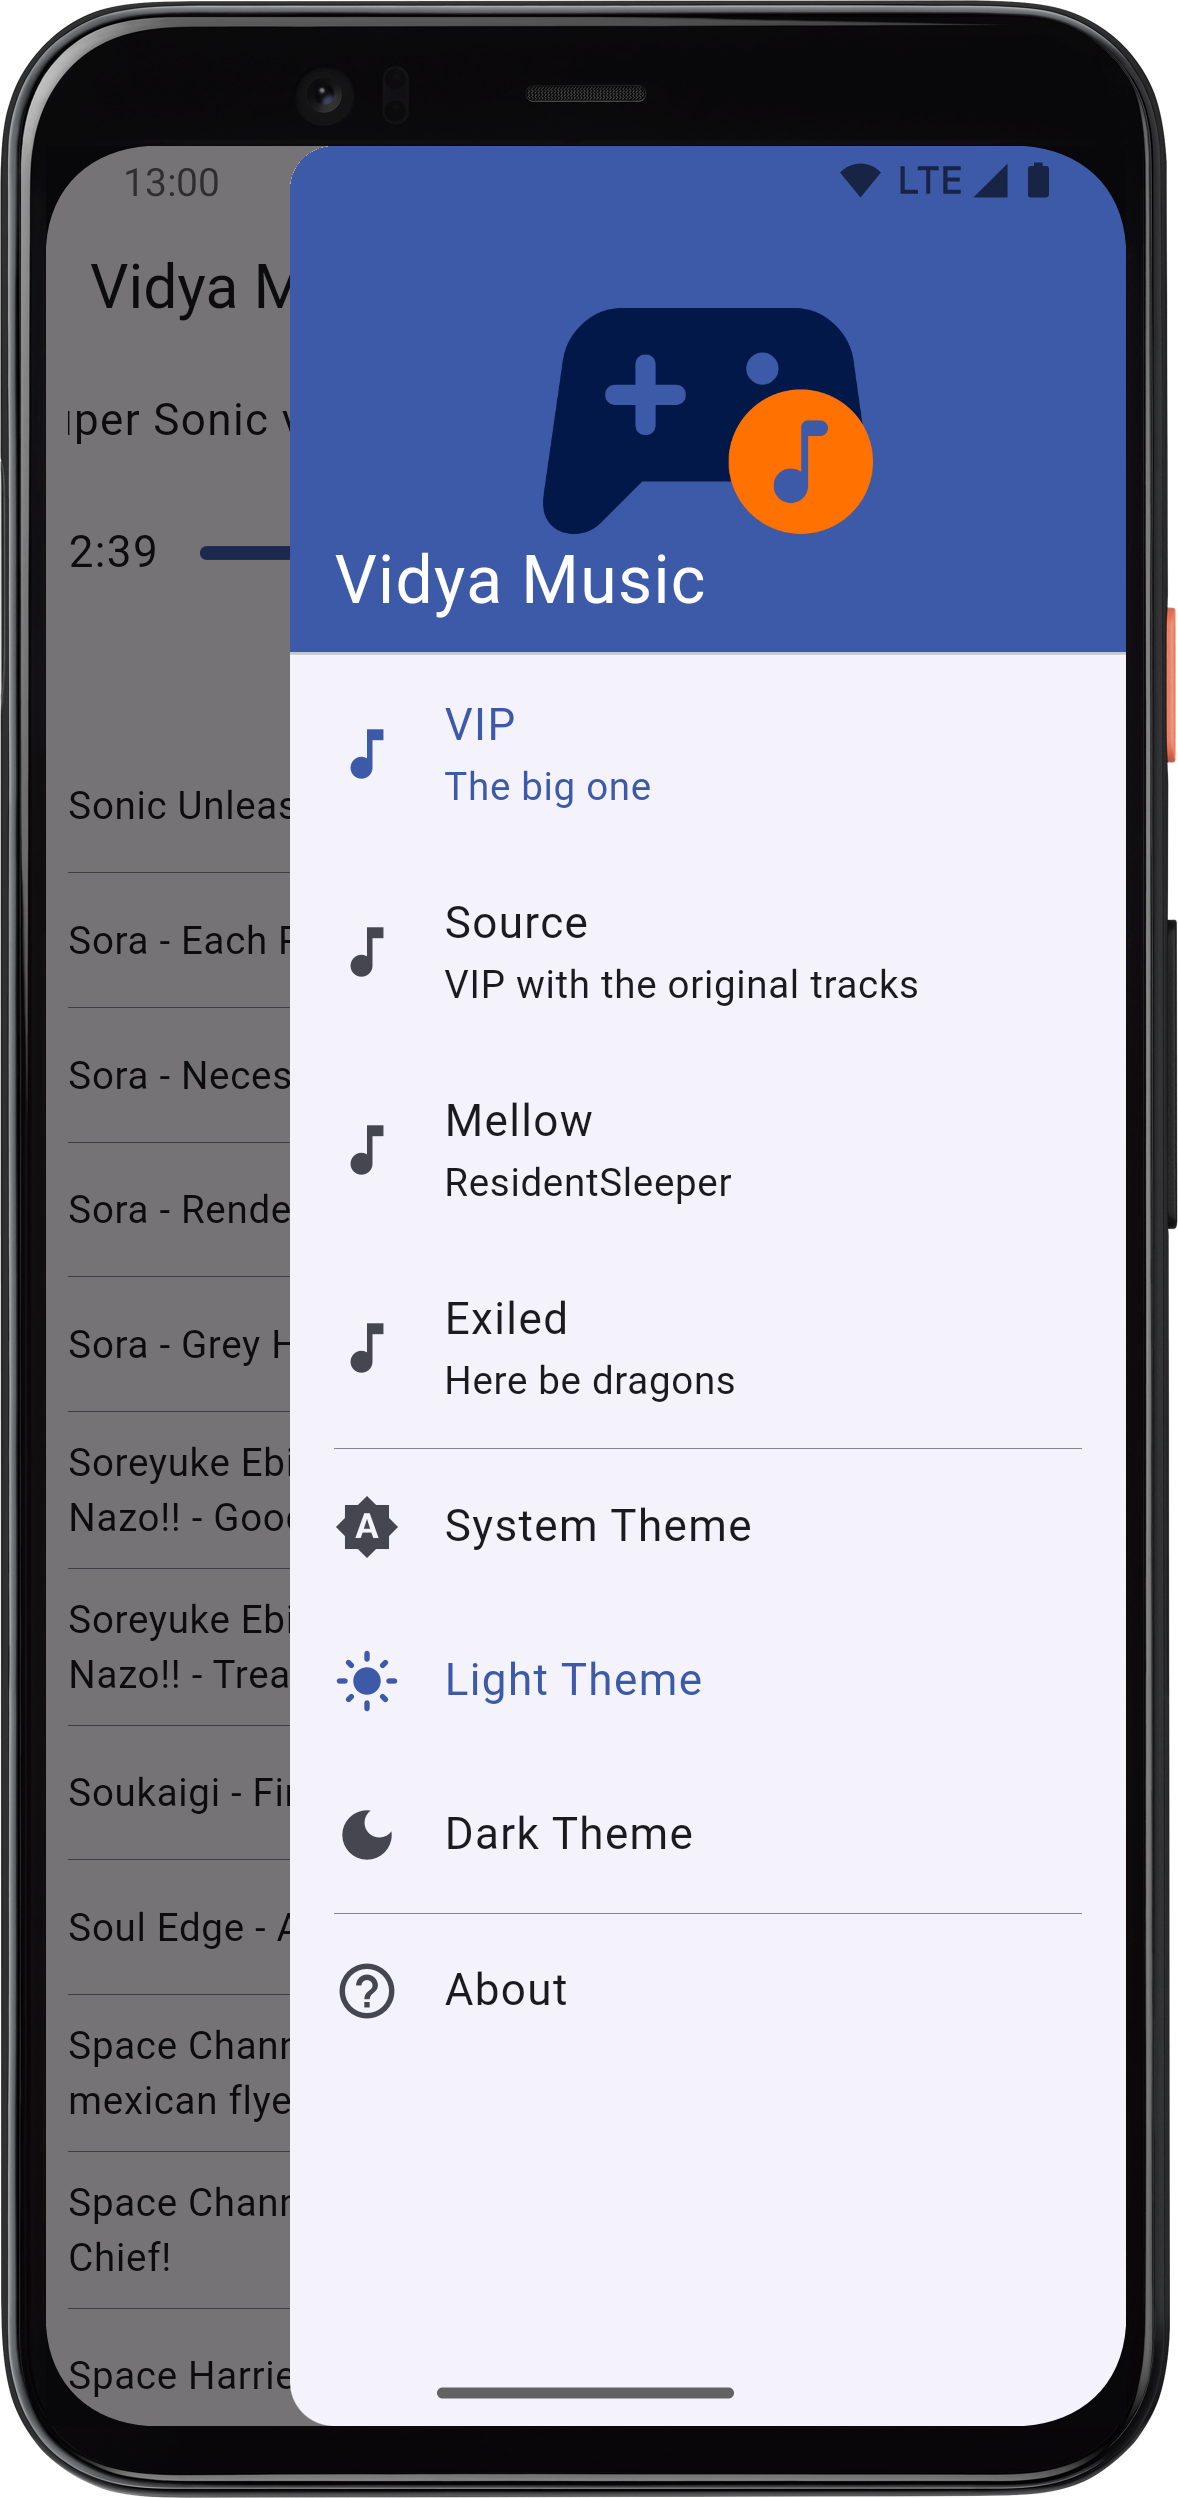 13:00
LTE
Vidya M
per Sonic
2:39
Vidya Music
VIP
The big one
Source
VIP with the original tracks
Mellow
ResidentSleeper
Exiled
Here be dragons
A
System Theme
Light Theme
Dark Theme
?
About
Sonic Unleas
Sora - Each
Sora - Neces
Sora - Rende
Sora - Grey H
Soreyuke Ebi
Nazo!! - Good
Soreyuke Ebi
Nazo!! - Trea
Soukaigi - Fin
Soul Edge - A
Space Chann
mexican flye
Space Chann
Chief!
Space Harrie